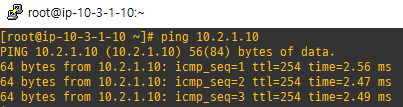 root@ip-10-3-1-10:~
[root@ip-10-3-1-10 ~]# ping 10.2.1.10
PING 10.2.1.10 (10.2.1.10) 56(84) bytes of data.
64 bytes from 10.2.1.10: icmp_seq=1 ttl=254 time=2.56 ms
64 bytes from 10.2.1.10: icmp_seq=2 ttl=254 time=2.47 ms
64 bytes from 10.2.1.10: icmp_seq=3 ttl=254 time=2.49 ms